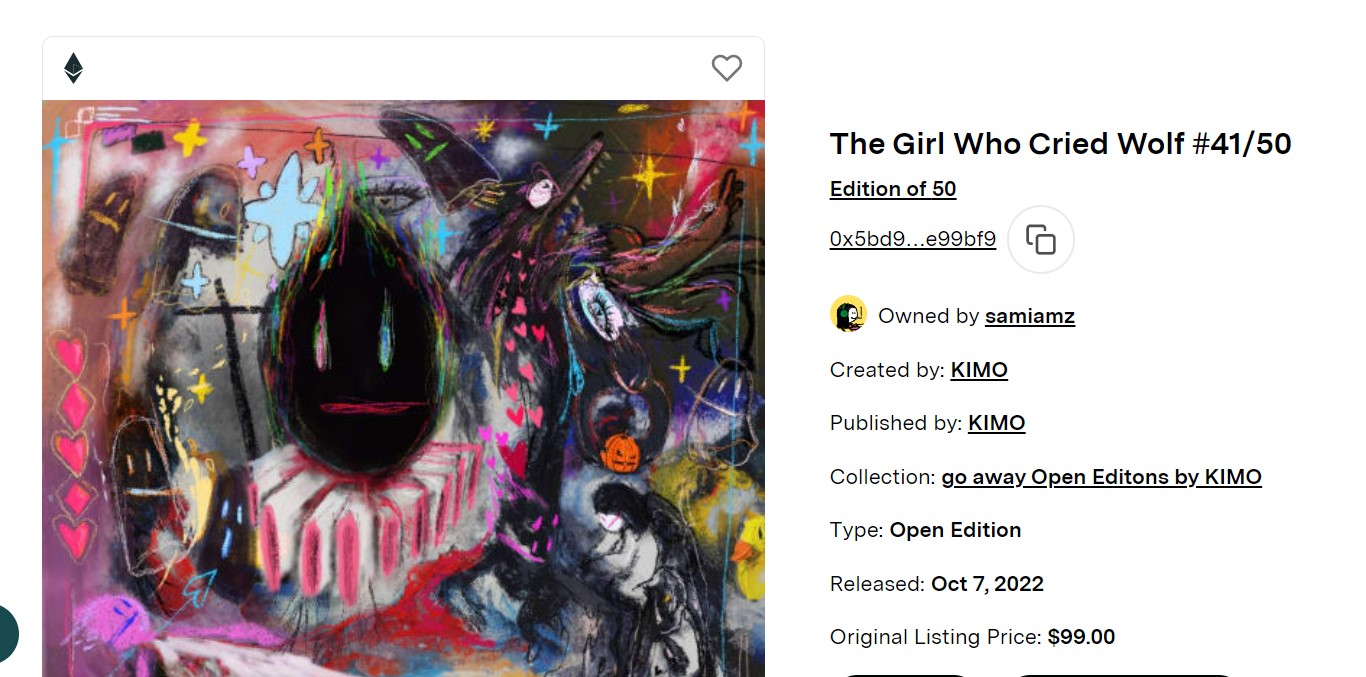 The Girl Who Cried Wolf #41/50
Edition of 50
0x5bd9...e99bf9
Owned by samiamz
Created by: KIMO
Published by: KIMO
Collection: go away Open Editons by KIMO
Type: Open Edition
Released: Oct 7, 2022
Original Listing Price: $99.00